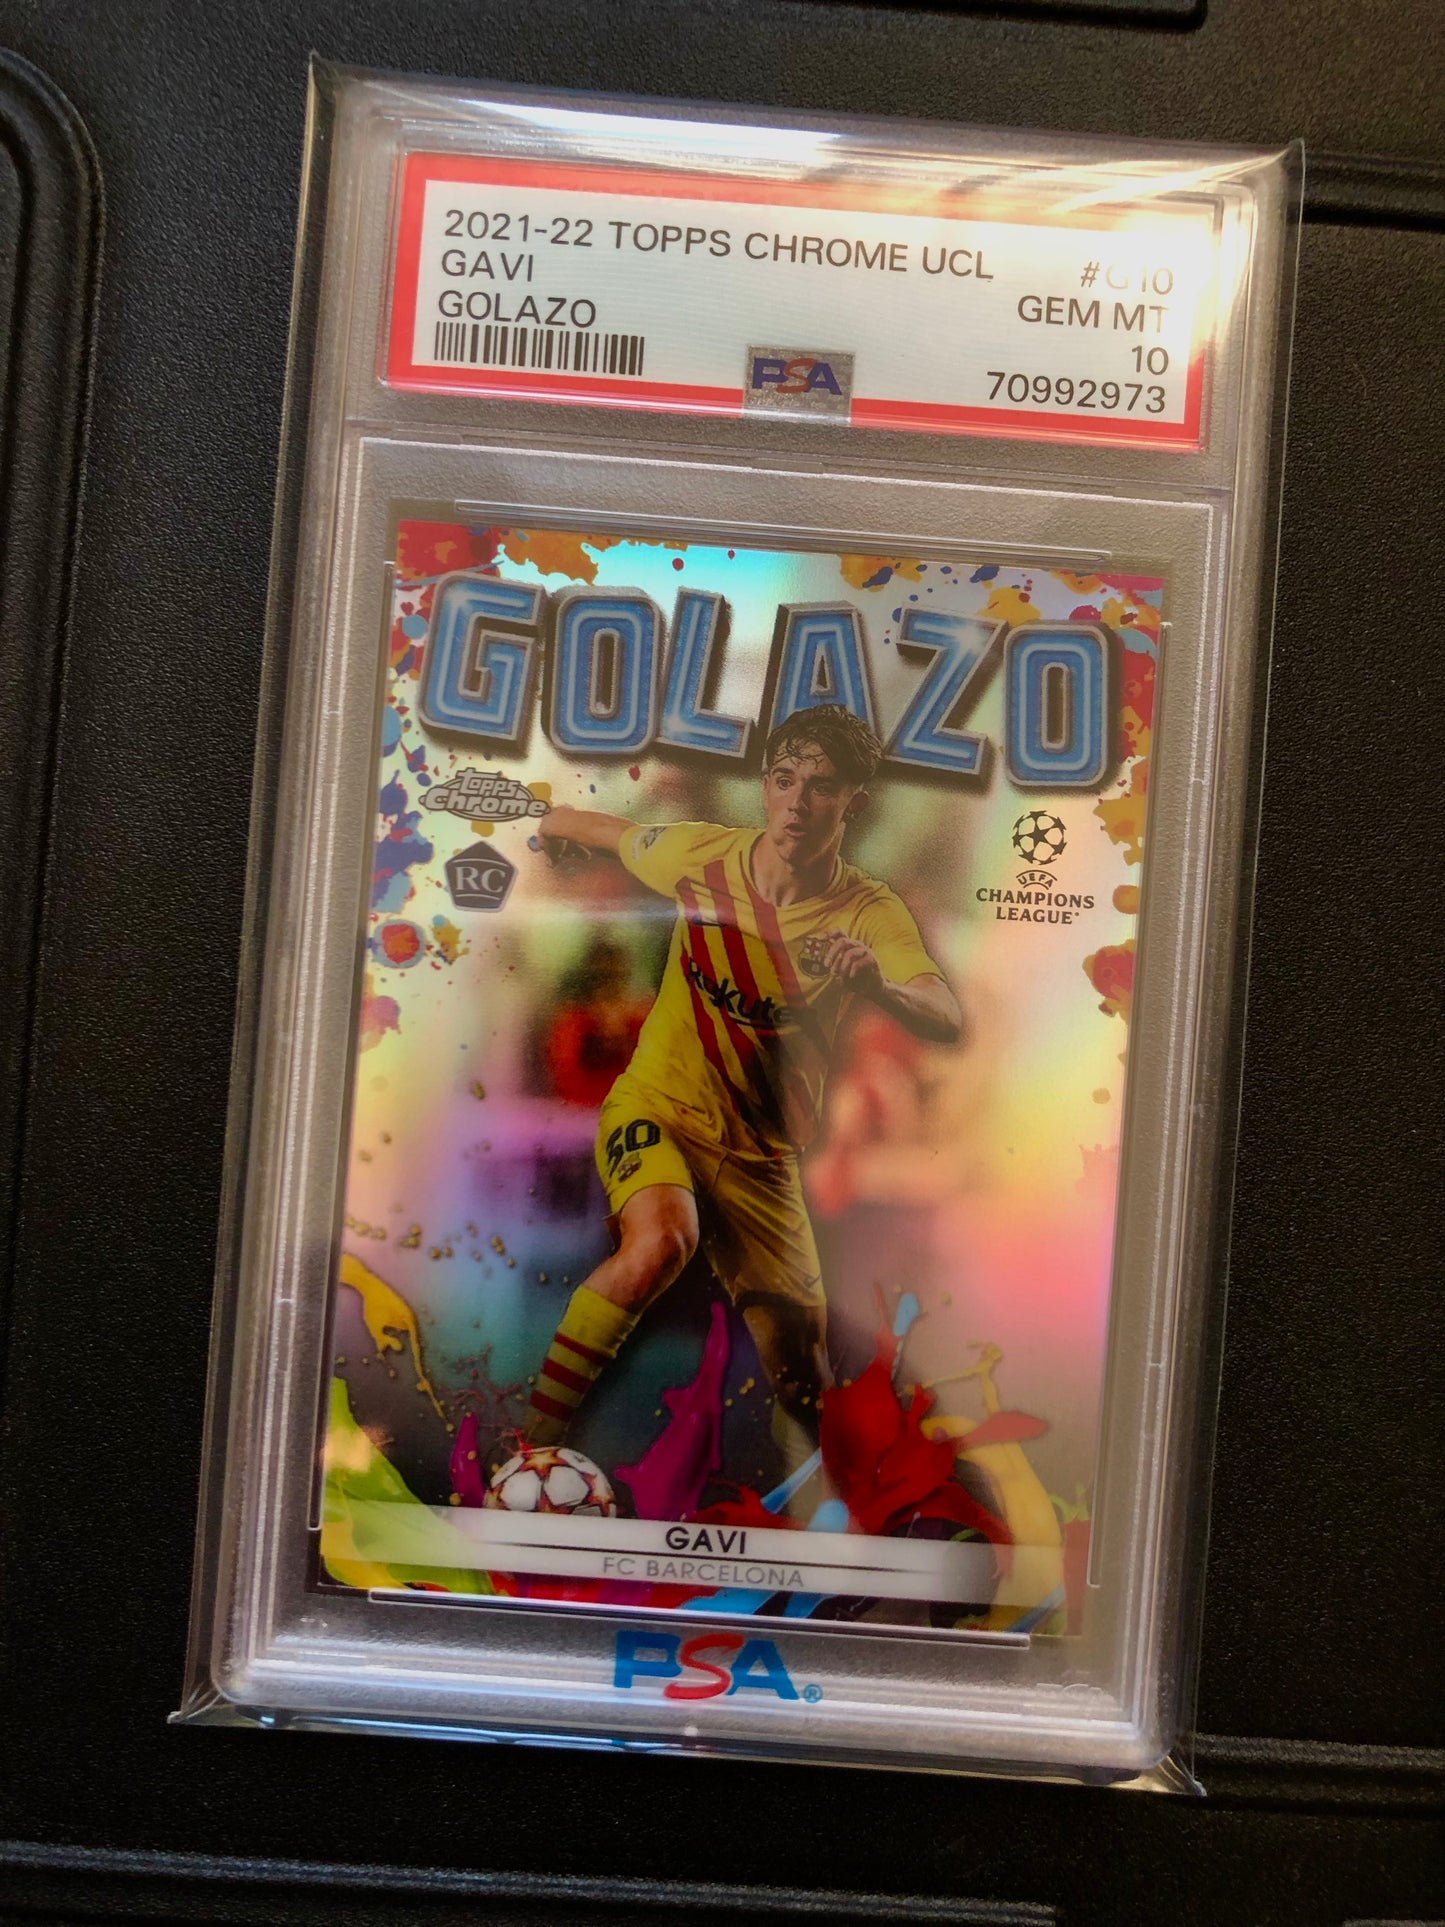 2021-22 TOPPS CHROME UCL #G10
GAVI GEM MT
GOLAZO 10
PSA 70992973
GOLAZO
topps
Chrome
RC
UEFA
CHAMPIONS
LEAGUE
Rakuten
30
GAVI
FC BARCELONA
PSA®